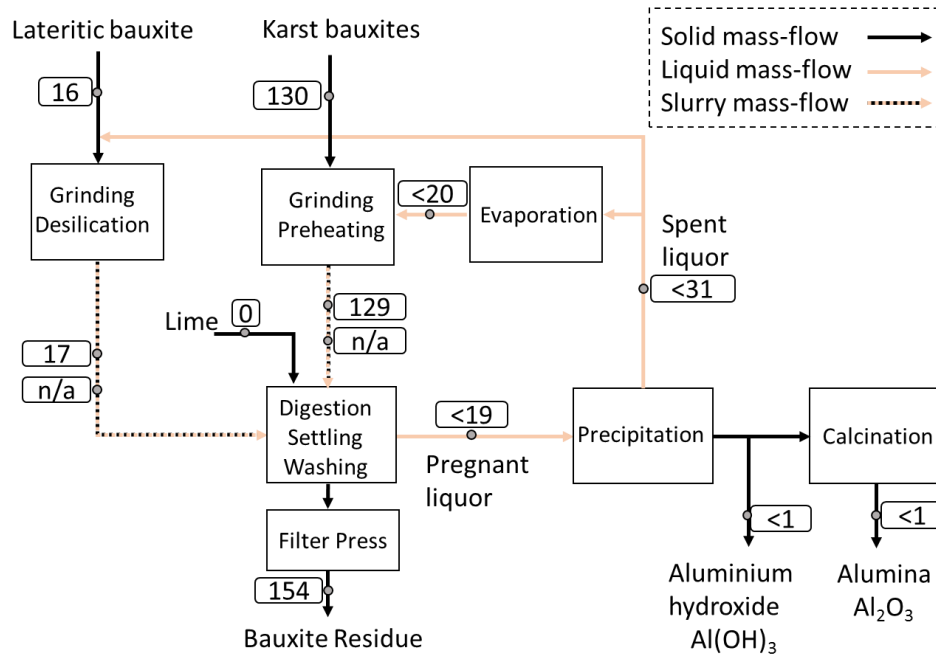 Lateritic bauxite
Karst bauxites
Solid mass-flow
Liquid mass-flow
Slurry mass-flow
16
130
Grinding
Desilication
Grinding
Preheating
<20
Evaporation
Spent
liquor
<31
Lime
0
129
n/a
17
n/a
Digestion
Settling
Washing
<19
Pregnant
liquor
Precipitation
Calcination
Filter Press
<1
<1
154
Bauxite Residue
Aluminium
hydroxide
Al(OH)₃
Alumina
Al₂O₃